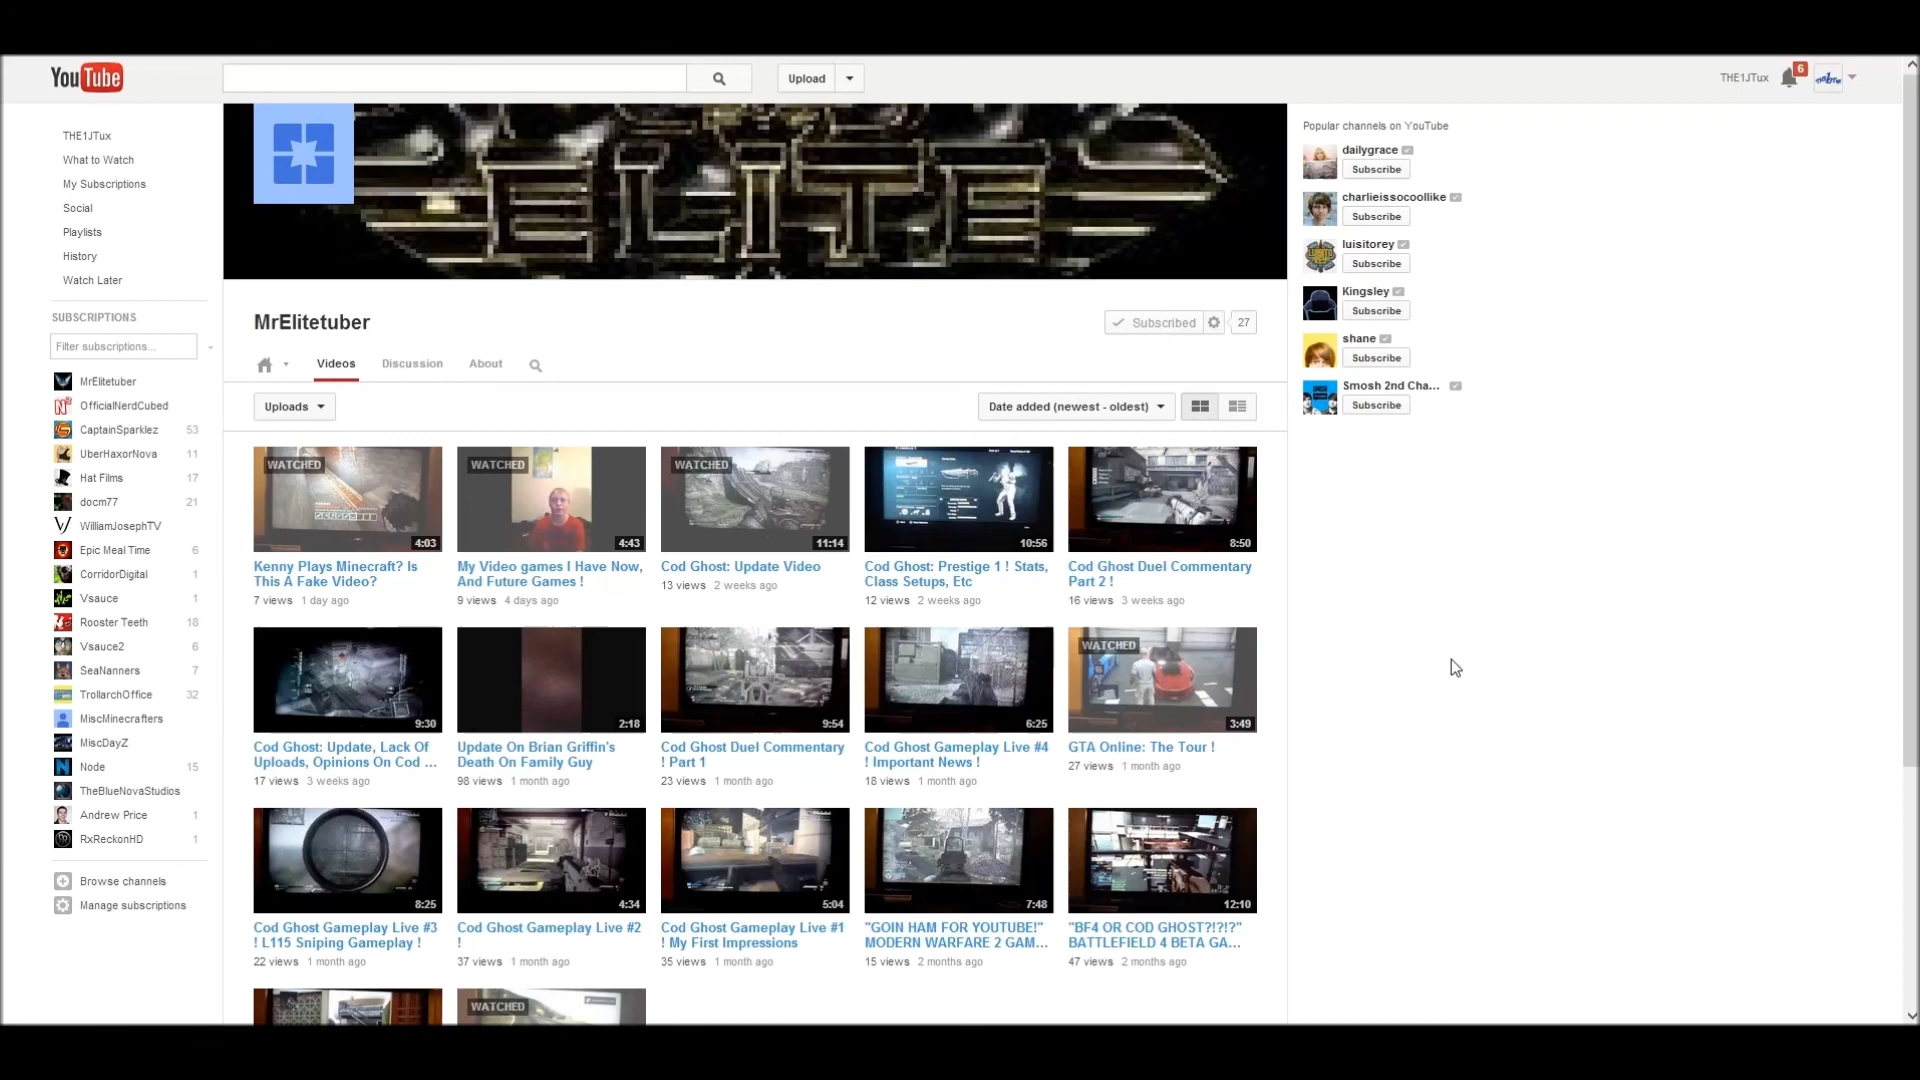 YouTube
Upload
THE1JTux
6
THE1JTux
What to Watch
My Subscriptions
Social
Playlists
History
Watch Later
SUBSCRIPTIONS
Filter subscriptions...
MrElitetuber
OfficialNerdCubed
CaptainSparklez 53
UberHaxorNova 11
Hat Films 17
docm77 21
WilliamJosephTV
Epic Meal Time 6
CorridorDigital 1
Vsauce 1
Rooster Teeth 18
Vsauce2 6
SeaNanners 7
TrollarchOffice 32
MiscMinecrafters
MiscDayZ
Node 15
TheBlueNovaStudios
Andrew Price 1
RxReckonHD 1
Browse channels
Manage subscriptions
ELITE
MrElitetuber
Subscribed 27
Videos Discussion About
Uploads
Date added (newest - oldest)
WATCHED
4:03
Kenny Plays Minecraft? Is
This A Fake Video?
7 views 1 day ago
WATCHED
4:43
My Video games I Have Now,
And Future Games !
9 views 4 days ago
WATCHED
11:14
Cod Ghost: Update Video
13 views 2 weeks ago
10:56
Cod Ghost: Prestige 1 ! Stats,
Class Setups, Etc
12 views 2 weeks ago
8:50
Cod Ghost Duel Commentary
Part 2 !
16 views 3 weeks ago
9:30
Cod Ghost: Update, Lack Of
Uploads, Opinions On Cod ...
17 views 3 weeks ago
2:18
Update On Brian Griffin's
Death On Family Guy
98 views 1 month ago
9:54
Cod Ghost Duel Commentary
! Part 1
23 views 1 month ago
6:25
Cod Ghost Gameplay Live #4
! Important News !
18 views 1 month ago
WATCHED
3:49
GTA Online: The Tour !
27 views 1 month ago
8:25
Cod Ghost Gameplay Live #3
! L115 Sniping Gameplay !
22 views 1 month ago
4:34
Cod Ghost Gameplay Live #2
!
37 views 1 month ago
5:04
Cod Ghost Gameplay Live #1
! My First Impressions
35 views 1 month ago
7:48
"GOIN HAM FOR YOUTUBE!"
MODERN WARFARE 2 GAM...
15 views 2 months ago
12:10
"BF4 OR COD GHOST?!?!?"
BATTLEFIELD 4 BETA GA...
47 views 2 months ago
WATCHED
Popular channels on YouTube
dailygrace
Subscribe
charlieissocoollike
Subscribe
luisitorey
Subscribe
Kingsley
Subscribe
shane
Subscribe
Smosh 2nd Cha...
Subscribe